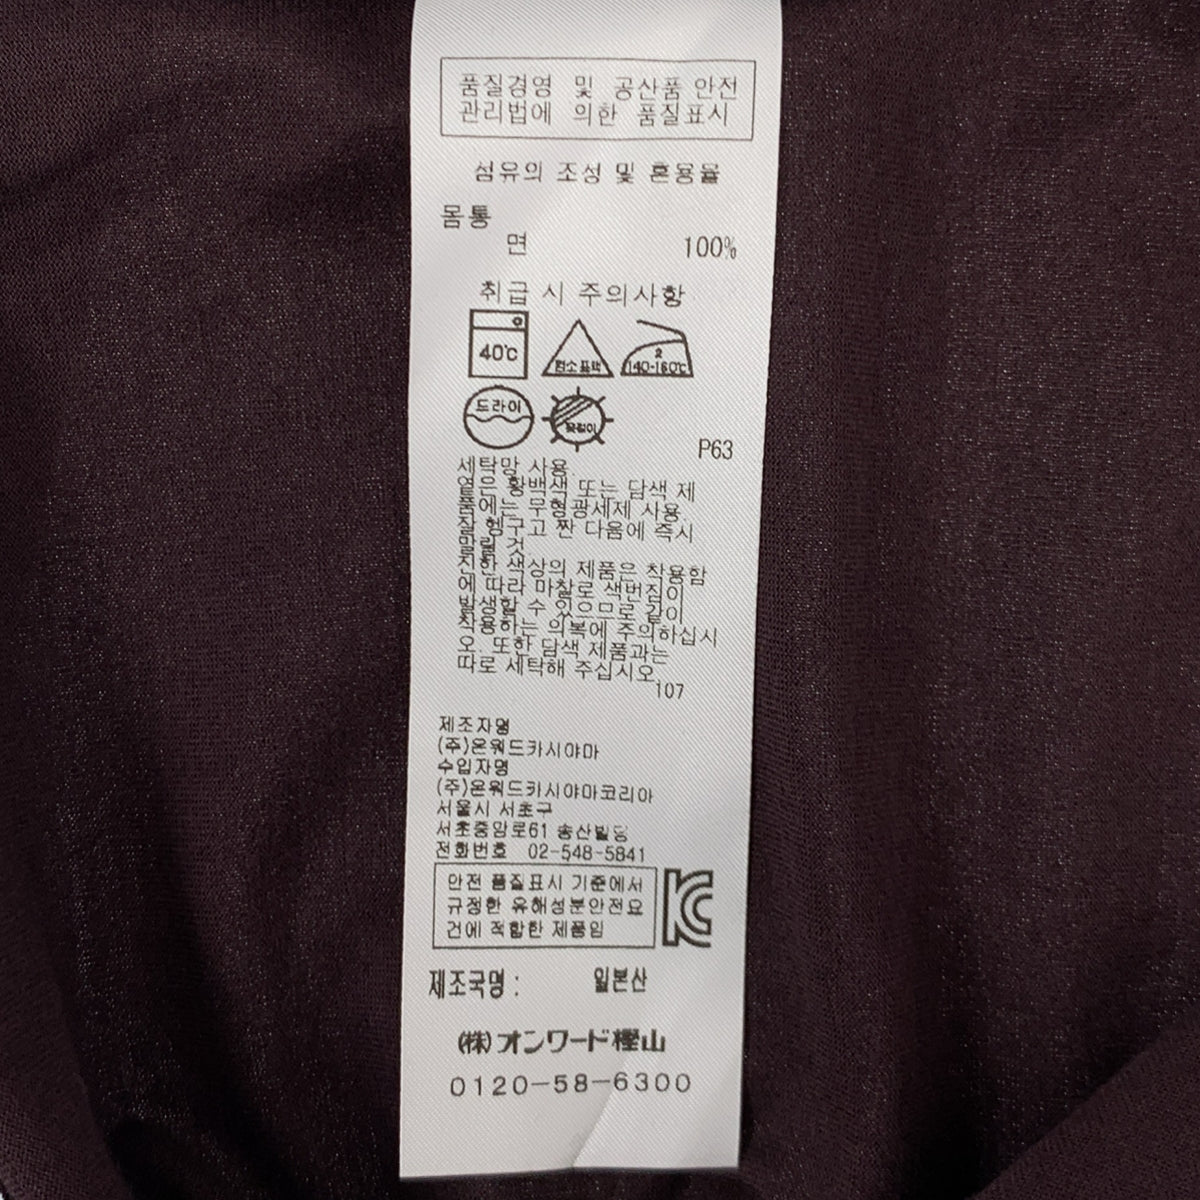 품질경영 및 공산품 안전
관리법에 의한 품질표시
섬유의 조성 및 혼용율
몸통
면 100%
취급 시 주의사항
40℃ 염소표백 2 140-160℃
드라이 옷걸이
P63
세탁망 사용.
옅은 황백색 또는 담색 제
품에는 무형광세제 사용.
잘 헹구고 짠 다음에 즉시
말릴 것.
진한 색상의 제품은 착용함
에 따라 마찰로 색번짐이
발생할 수 있으므로 같이
착용하는 의복에 주의하십시
오. 또한 담색 제품과는
따로 세탁해 주십시오.
107
제조자명
(주)온워드카시야마
수입자명
(주)온워드카시야마코리아
서울시 서초구
서초중앙로61 송산빌딩
전화번호 02-548-5841
안전 품질표시 기준에서
규정한 유해성분안전요
건에 적합한 제품임
제조국명 : 일본산
(株)オンワード樫山
0120-58-6300